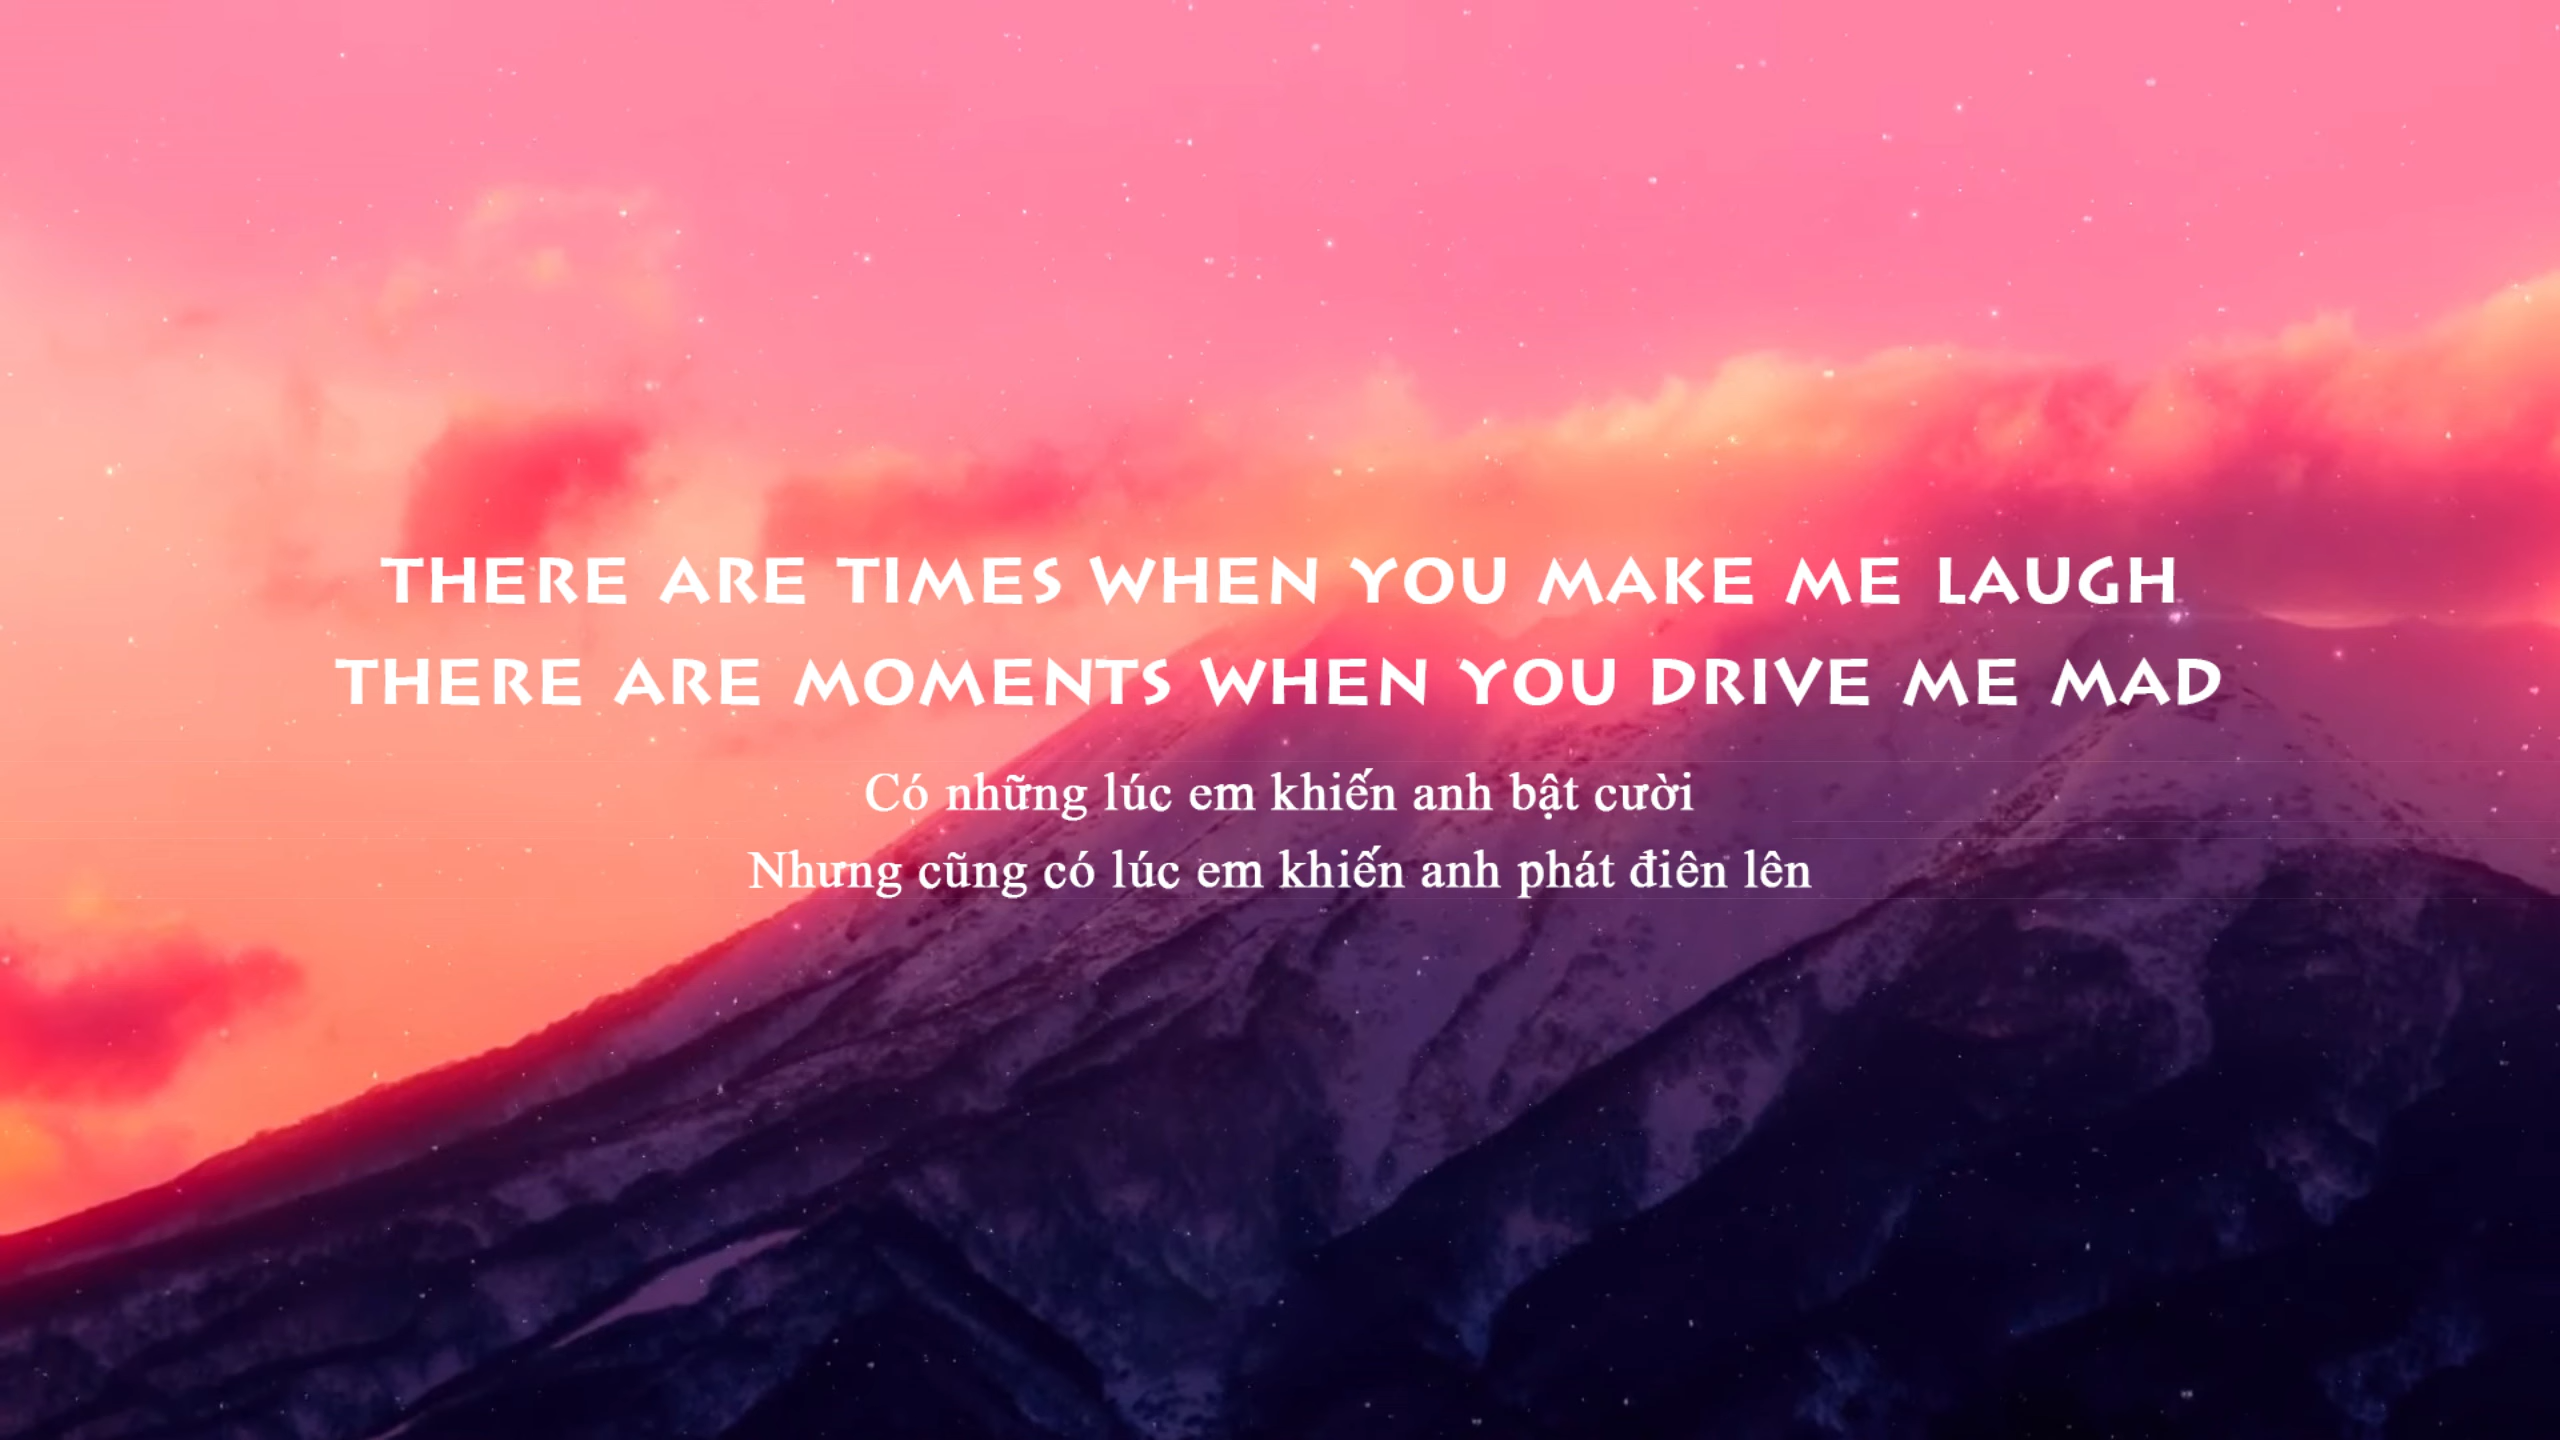 THERE ARE TIMES WHEN YOU MAKE ME LAUGH
THERE ARE MOMENTS WHEN YOU DRIVE ME MAD
Có những lúc em khiến anh bật cười
Nhưng cũng có lúc em khiến anh phát điên lên